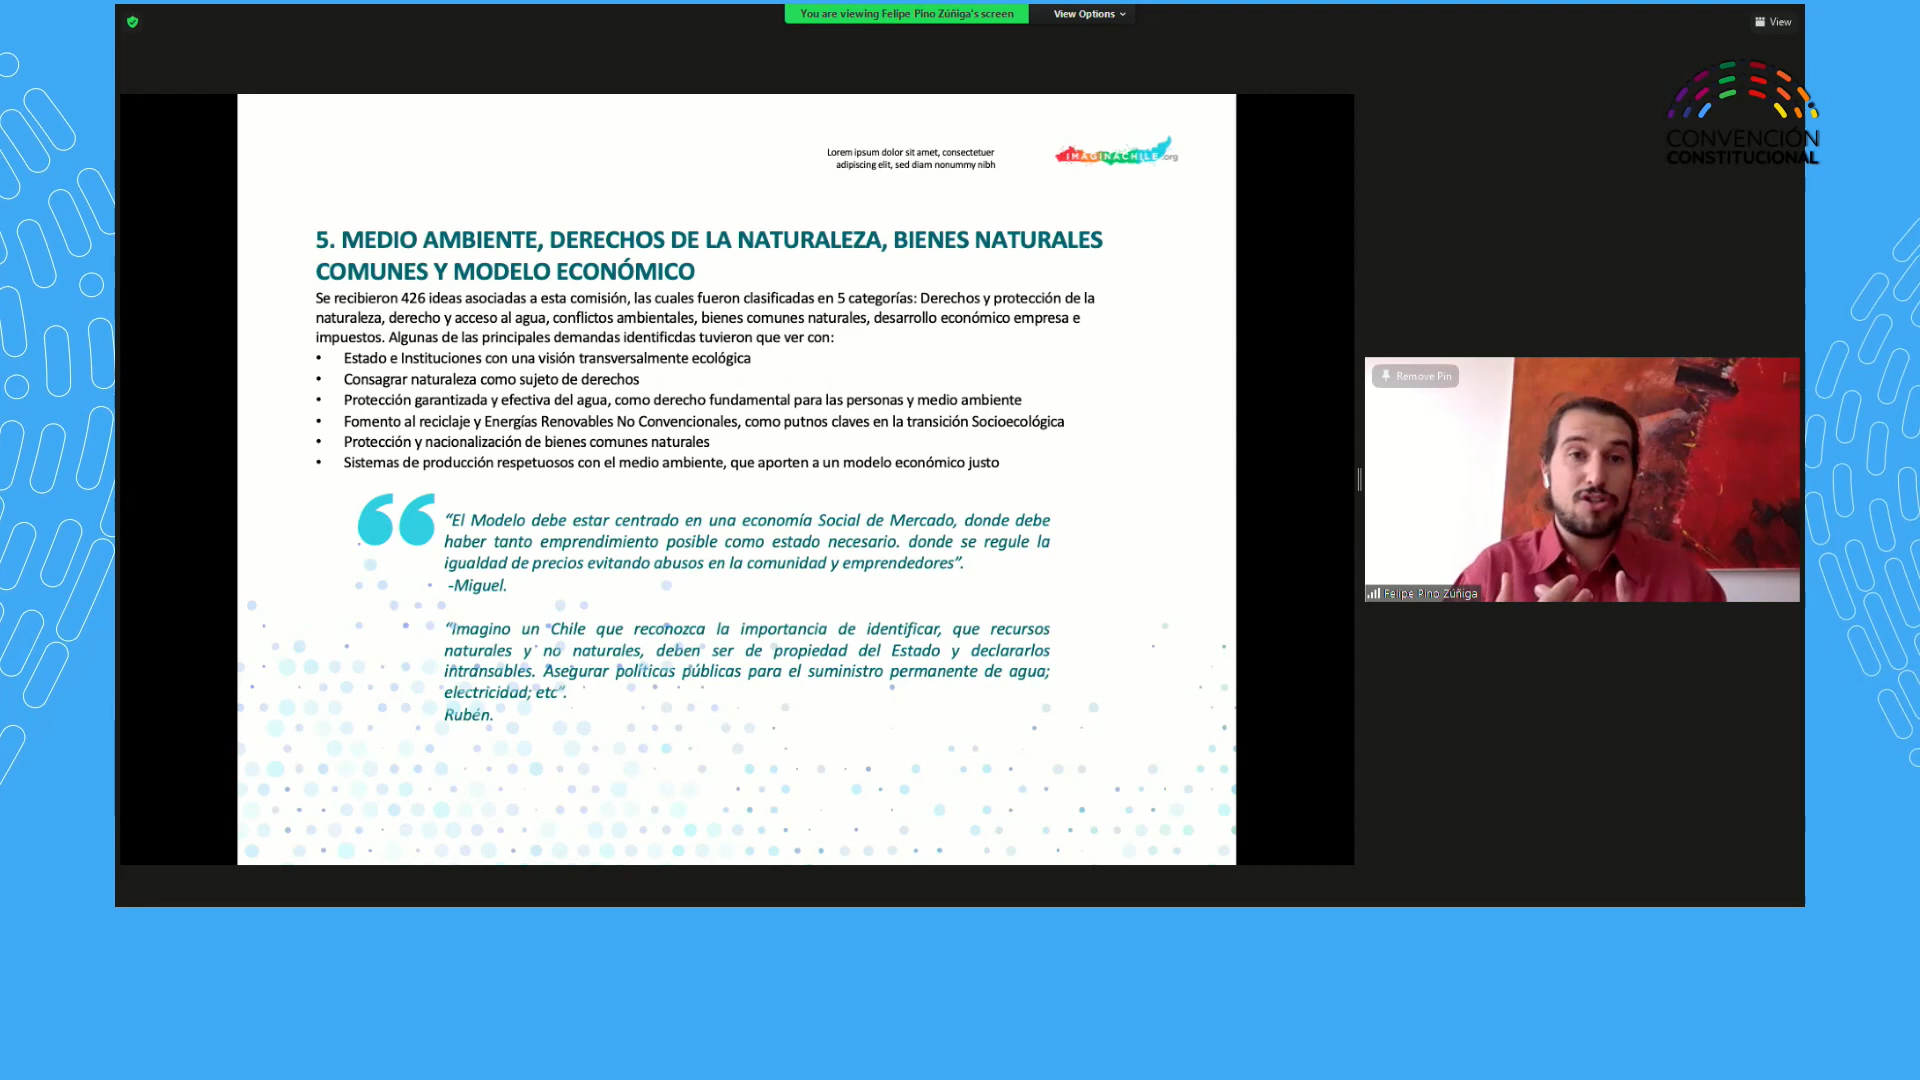 You are viewing Felipe Pino Zúñiga's screen
View Options
View
CONVENCIÓN
CONSTITUCIONAL
Lorem ipsum dolor sit amet, consectetuer
adipiscing elit, sed diam nonummy nibh
IMAGINACHILE.org
5. MEDIO AMBIENTE, DERECHOS DE LA NATURALEZA, BIENES NATURALES
COMUNES Y MODELO ECONÓMICO
Se recibieron 426 ideas asociadas a esta comisión, las cuales fueron clasificadas en 5 categorías: Derechos y protección de la
naturaleza, derecho y acceso al agua, conflictos ambientales, bienes comunes naturales, desarrollo económico empresa e
impuestos. Algunas de las principales demandas identificdas tuvieron que ver con:
• Estado e Instituciones con una visión transversalmente ecológica
• Consagrar naturaleza como sujeto de derechos
• Protección garantizada y efectiva del agua, como derecho fundamental para las personas y medio ambiente
• Fomento al reciclaje y Energías Renovables No Convencionales, como putnos claves en la transición Socioecológica
• Protección y nacionalización de bienes comunes naturales
• Sistemas de producción respetuosos con el medio ambiente, que aporten a un modelo económico justo
“El Modelo debe estar centrado en una economía Social de Mercado, donde debe
haber tanto emprendimiento posible como estado necesario. donde se regule la
igualdad de precios evitando abusos en la comunidad y emprendedores”.
-Miguel.
“Imagino un Chile que reconozca la importancia de identificar, que recursos
naturales y no naturales, deben ser de propiedad del Estado y declararlos
intransables. Asegurar políticas públicas para el suministro permanente de agua;
electricidad; etc”.
Rubén.
Remove Pin
Felipe Pino Zúñiga